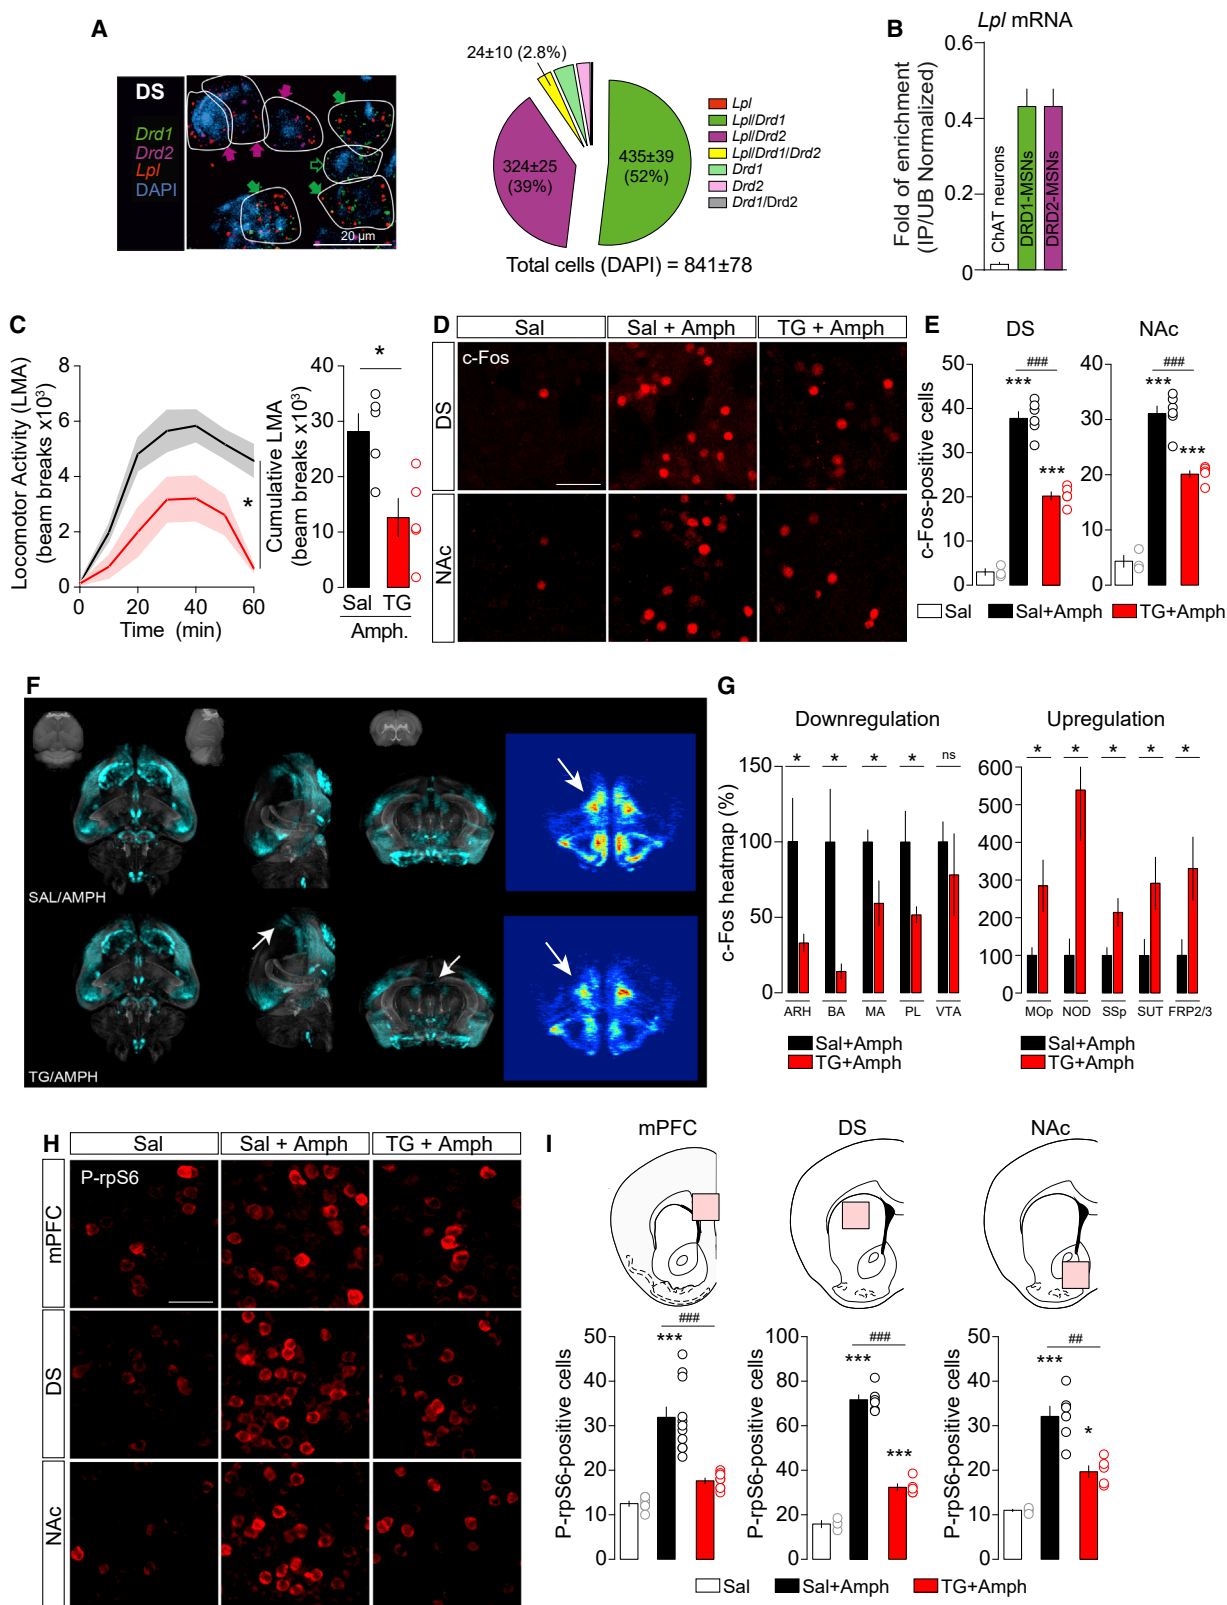 A
DS
Drd1
Drd2
Lpl
DAPI
20 µm
24±10 (2.8%)
324±25
(39%)
435±39
(52%)
Total cells (DAPI) = 841±78
Lpl
Lpl/Drd1
Lpl/Drd2
Lpl/Drd1/Drd2
Drd1
Drd2
Drd1/Drd2
B
Lpl mRNA
Fold of enrichment
(IP/UB Normalized)
0.6
0.4
0.2
0
ChAT neurons
DRD1-MSNs
DRD2-MSNs
C
Locomotor Activity (LMA)
(beam breaks x10³)
8
6
4
2
0
0 20 40 60
Time (min)
*
Cumulative LMA
(beam breaks x10³)
40
30
20
10
0
*
Sal TG
Amph.
D
Sal
Sal + Amph
TG + Amph
c-Fos
DS
NAc
E
DS
NAc
c-Fos-positive cells
50
40
30
20
10
0
***
###
***
40
30
20
10
0
***
###
***
Sal
Sal+Amph
TG+Amph
F
SAL/AMPH
TG/AMPH
G
Downregulation
Upregulation
c-Fos heatmap (%)
150
100
50
0
* * * * ns
ARH BA MA PL VTA
600
500
400
300
200
100
0
* * * * *
MOp NOD SSp SUT FRP2/3
Sal+Amph
TG+Amph
Sal+Amph
TG+Amph
H
Sal
Sal + Amph
TG + Amph
P-rpS6
mPFC
DS
NAc
I
mPFC
DS
NAc
P-rpS6-positive cells
50
40
30
20
10
0
***
###
P-rpS6-positive cells
100
80
60
40
20
0
***
###
***
P-rpS6-positive cells
50
40
30
20
10
0
***
##
*
Sal
Sal+Amph
TG+Amph